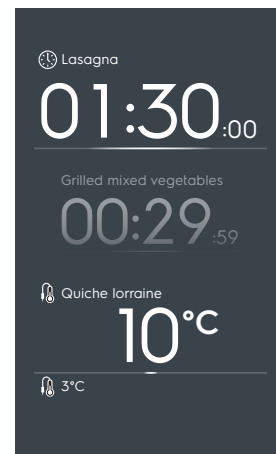 Lasagna
01:30:00
Grilled mixed vegetables
00:29:59
Quiche lorraine
10°C
3°C